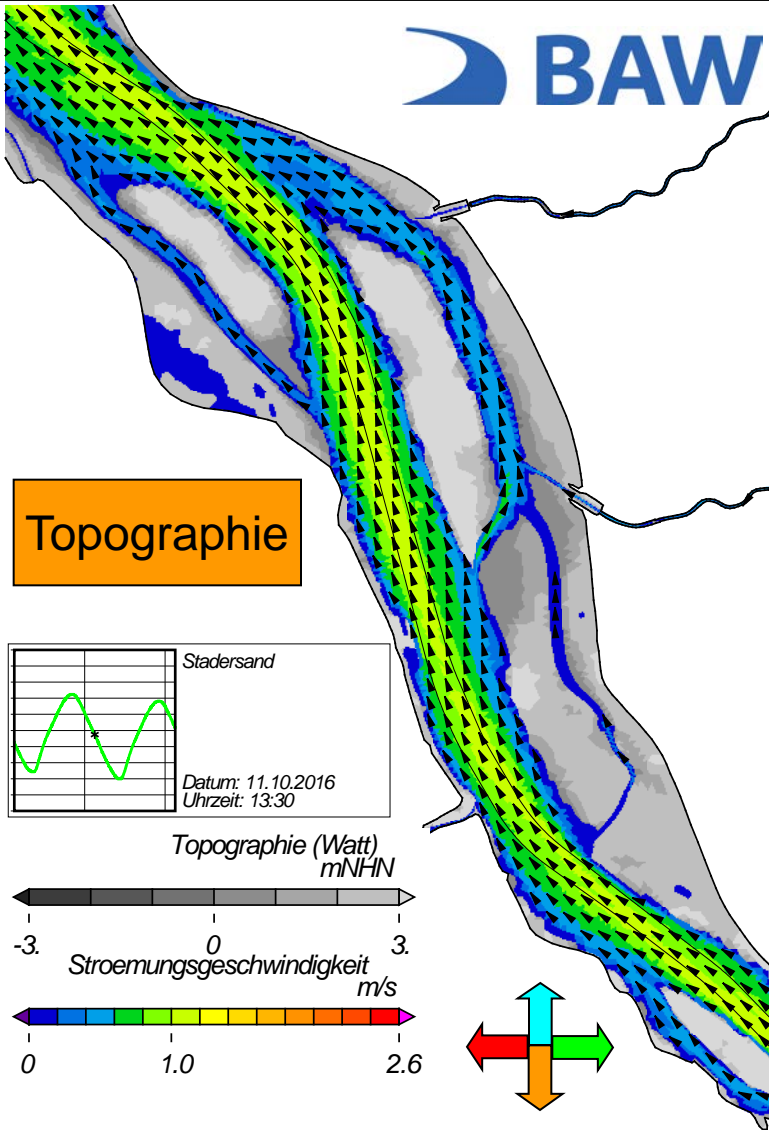 BAW
Topographie
Stadersand
Datum: 11.10.2016
Uhrzeit: 13:30
Topographie (Watt)
mNHN
-3. 0 3.
Stroemungsgeschwindigkeit
m/s
0 1.0 2.6